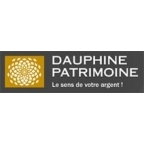 DAUPHINE
PATRIMOINE
Le sens de votre argent !